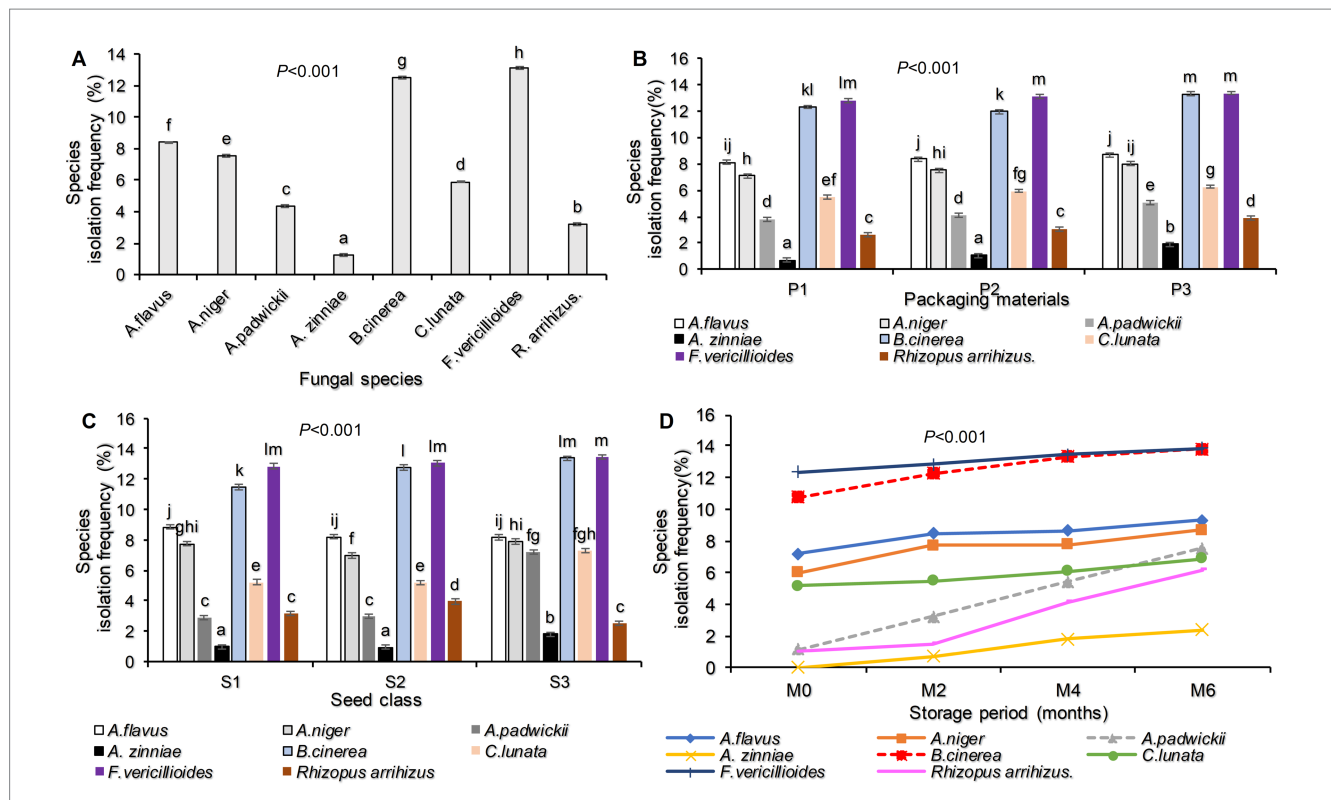 A
P<0.001
Species
isolation frequency (%)
14
12
10
8
6
4
2
0
f
e
c
a
g
d
h
b
A.flavus
A.niger
A.padwickii
A. zinniae
B.cinerea
C.lunata
F.vericillioides
R. arrihizus.
Fungal species
B
P<0.001
Species
isolation frequency(%)
16
14
12
10
8
6
4
2
0
ij h d a kl ef lm c
j hi d a k fg m c
j ij e b m g m d
P1 P2 P3
Packaging materials
A.flavus A.niger A.padwickii
A. zinniae B.cinerea C.lunata
F.vericillioides Rhizopus arrihizus.
C
P<0.001
Species
isolation frequency (%)
16
14
12
10
8
6
4
2
0
j ghi c a k e lm c
ij f c a l e lm d
ij hi fg b lm fgh m c
S1 S2 S3
Seed class
A.flavus A.niger A.padwickii
A. zinniae B.cinerea C.lunata
F.vericillioides Rhizopus arrihizus
D
P<0.001
Species
isolation frequency(%)
16
14
12
10
8
6
4
2
0
M0 M2 M4 M6
Storage period (months)
A.flavus A.niger A.padwickii
A. zinniae B.cinerea C.lunata
F.vericillioides Rhizopus arrihizus.